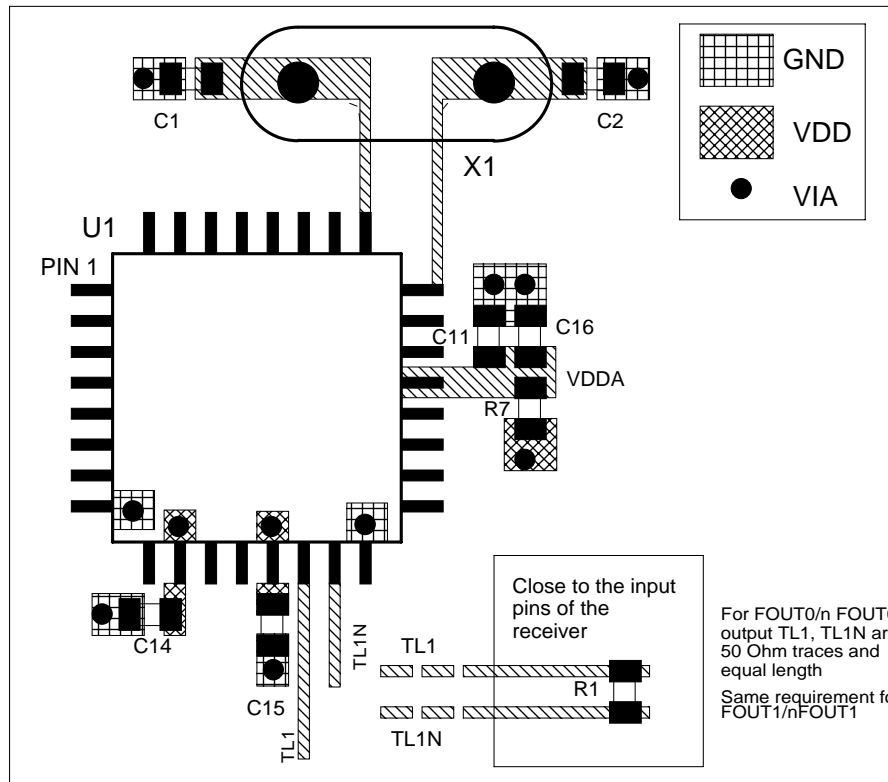 GND
VDD
VIA
C1
C2
X1
U1
PIN 1
C11
C16
VDDA
R7
C14
C15
TL1
TL1N
Close to the input
pins of the
receiver
TL1
R1
TL1N
For FOUT0/n
output TL1, TL1N
50 Ohm traces and
equal length
Same requirement
FOUT1/nFOUT1